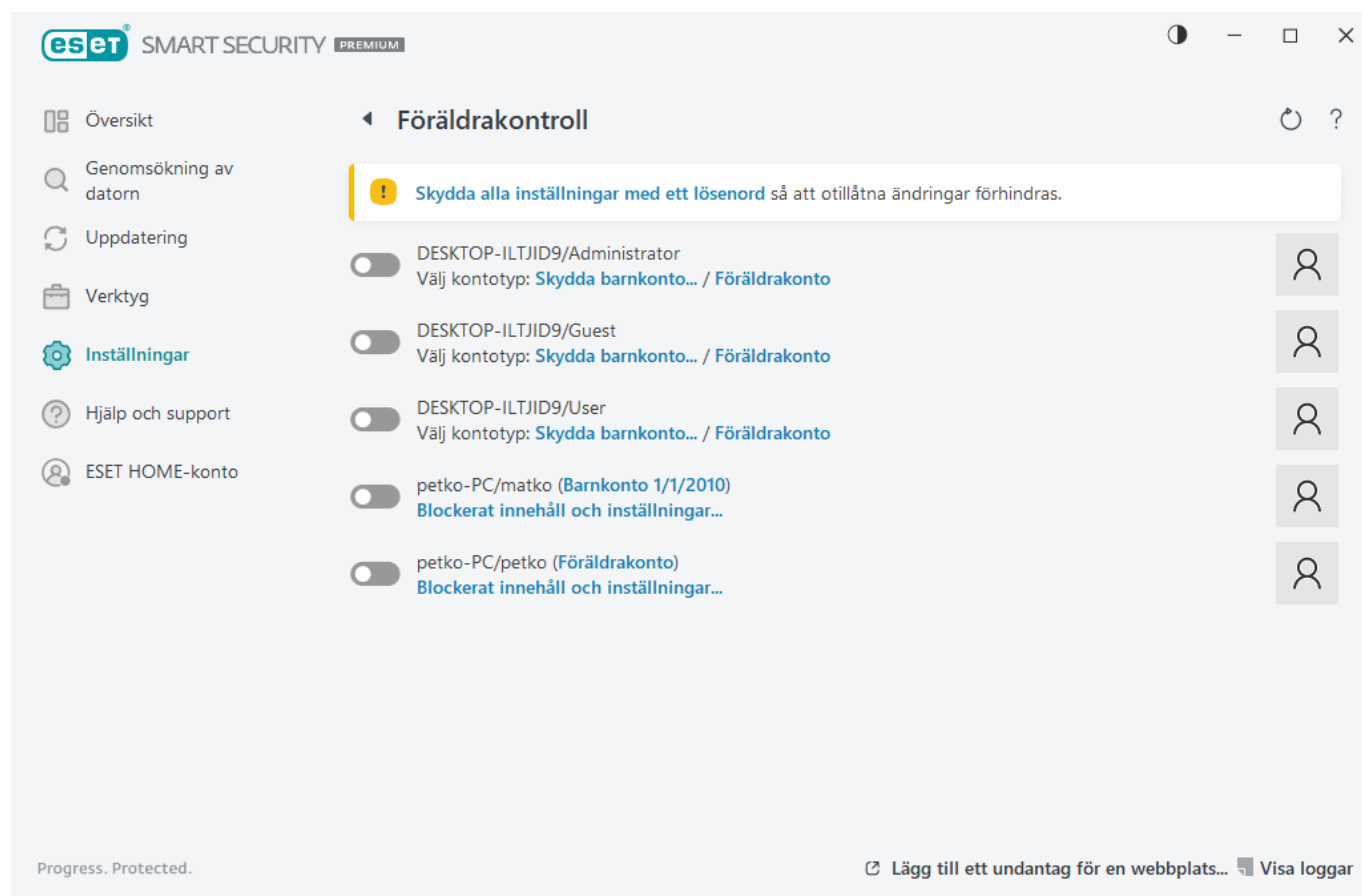 eset® SMART SECURITY PREMIUM
Översikt
Genomsökning av
datorn
Uppdatering
Verktyg
Inställningar
Hjälp och support
ESET HOME-konto
Föräldrakontroll
?
Skydda alla inställningar med ett lösenord så att otillåtna ändringar förhindras.
DESKTOP-ILTJID9/Administrator
Välj kontotyp: Skydda barnkonto... / Föräldrakonto
DESKTOP-ILTJID9/Guest
Välj kontotyp: Skydda barnkonto... / Föräldrakonto
DESKTOP-ILTJID9/User
Välj kontotyp: Skydda barnkonto... / Föräldrakonto
petko-PC/matko (Barnkonto 1/1/2010)
Blockerat innehåll och inställningar...
petko-PC/petko (Föräldrakonto)
Blockerat innehåll och inställningar...
Progress. Protected.
Lägg till ett undantag för en webbplats... Visa loggar